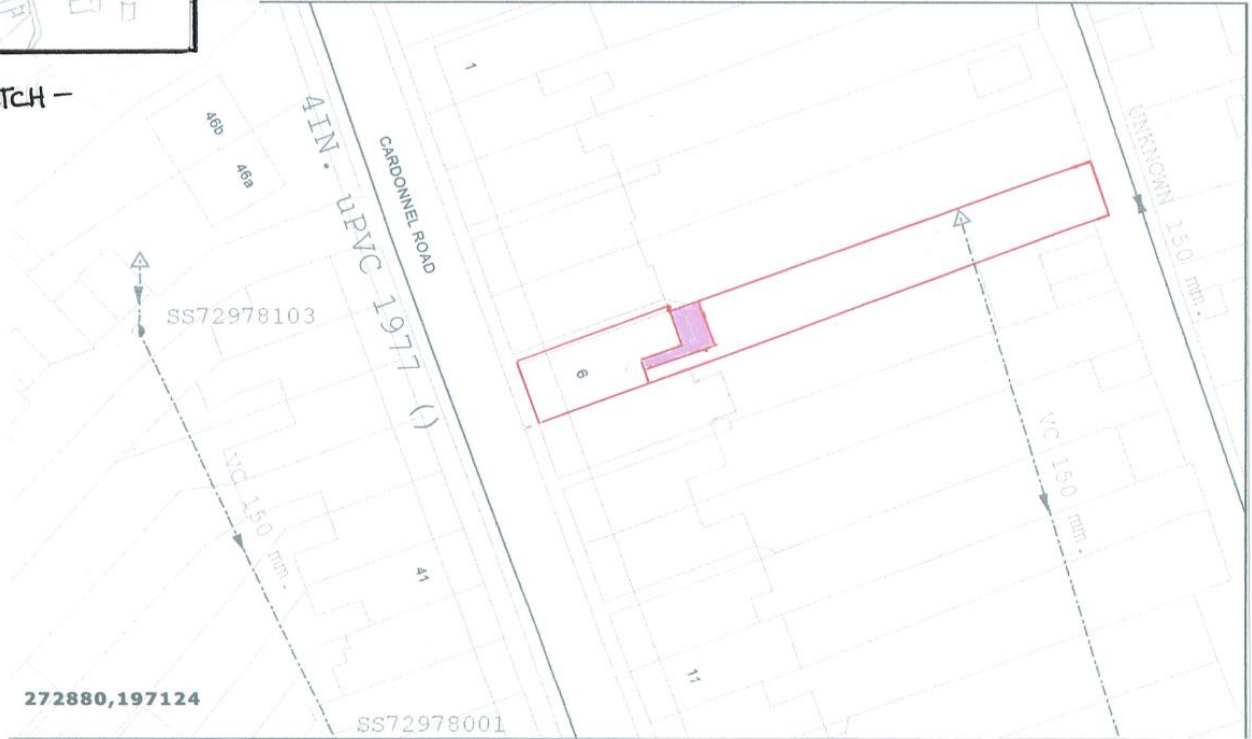 TCH -
1
46b
46a
4IN. uPVC 1977 ()
CARDONNEL ROAD
UNKNOWN 150 mm.
SS72978103
6
VC 150 mm.
VC 150 mm.
41
11
272880,197124
SS72978001